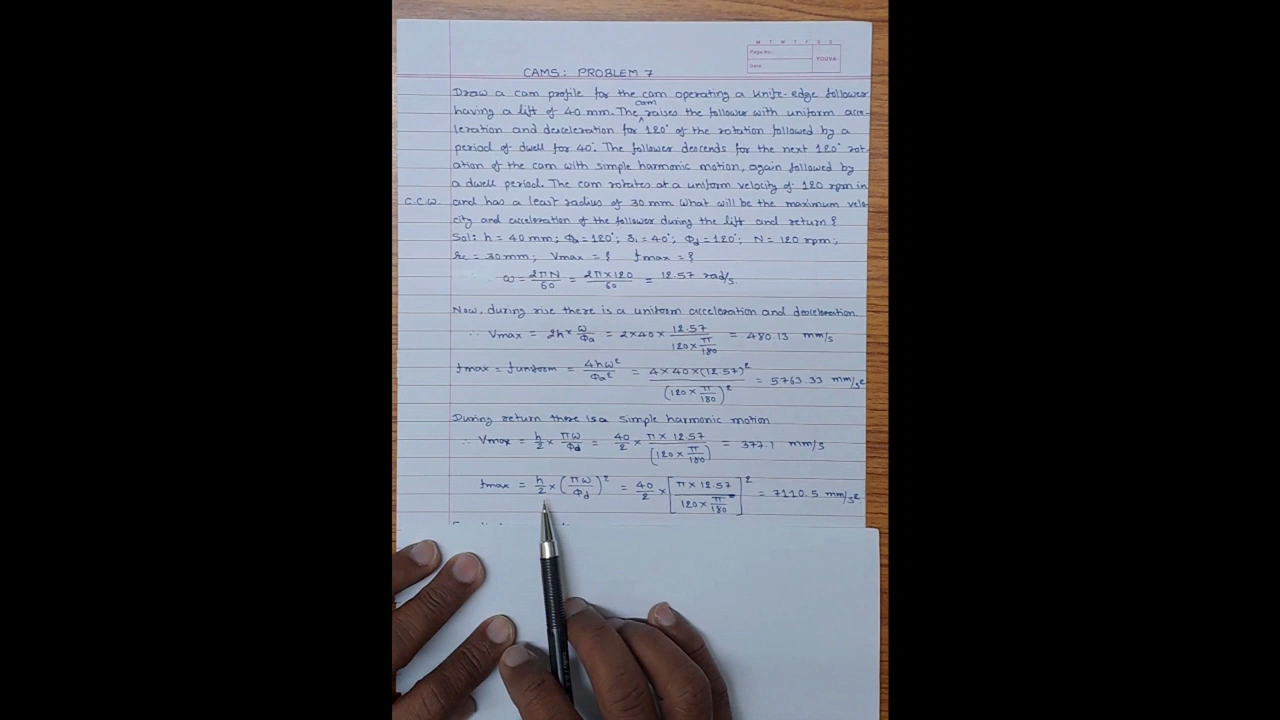 M T W T F S S
Page No.:
Date:
YOUVA
CAMS: PROBLEM 7
Draw a cam profile for the cam operating a knife-edge follower
having a lift of 40 mm. The cam raises the follower with uniform acce-
leration and desceleration for 120° of the rotation followed by a
period of dwell for 40°. The follower descends for the next 120° rot-
ation of the cam with simple harmonic motion, again followed by
a dwell period. The cam rotates at a uniform velocity of 120 rpm in
C.C.W. and has a least radius of 30 mm. What will be the maximum velo-
city and acceleration of the follower during the lift and return?
Sol: h = 40 mm; Φa = 120°; δ1 = 40°; Φd = 120°; N = 120 rpm;
rc = 30 mm; Vmax = ? fmax = ?
ω = 2πN/60 = 2π×120/60 = 12.57 rad/s.
Now, during rise there is a uniform acceleration and desceleration.
∴ Vmax = 2h × ω/Φa = 2×40× 12.57/(120×π/180) = 480.13 mm/s
fmax = funiform = 4hω²/Φa² = 4×40×(12.57)²/(120×π/180)² = 5763.33 mm/s²
During return there is a simple harmonic motion
∴ Vmax = h/2 × πω/Φd = 40/2 × π×12.57/(120×π/180) = 377.1 mm/s
fmax = h/2 × (πω/Φd)² = 40/2 × [π×12.57/(120×π/180)]² = 7110.5 mm/s²